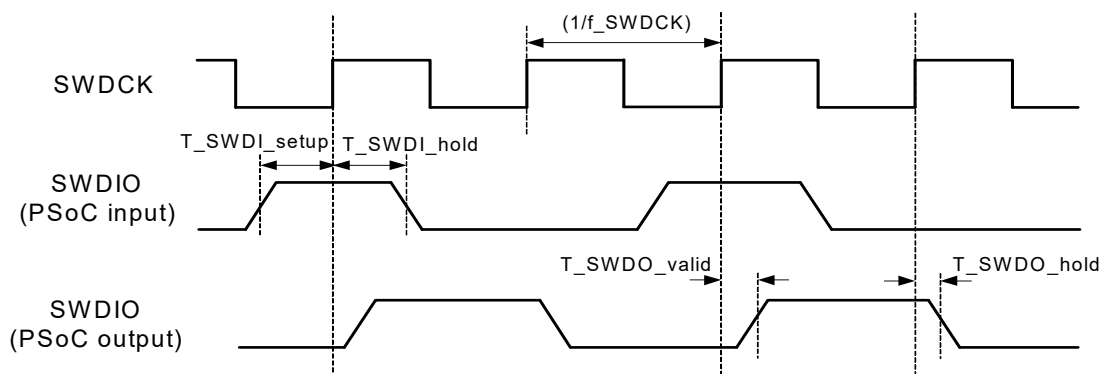 (1/f_SWDCK)
SWDCK
T_SWDI_setup
T_SWDI_hold
SWDIO
(PSoC input)
T_SWDO_valid
T_SWDO_hold
SWDIO
(PSoC output)